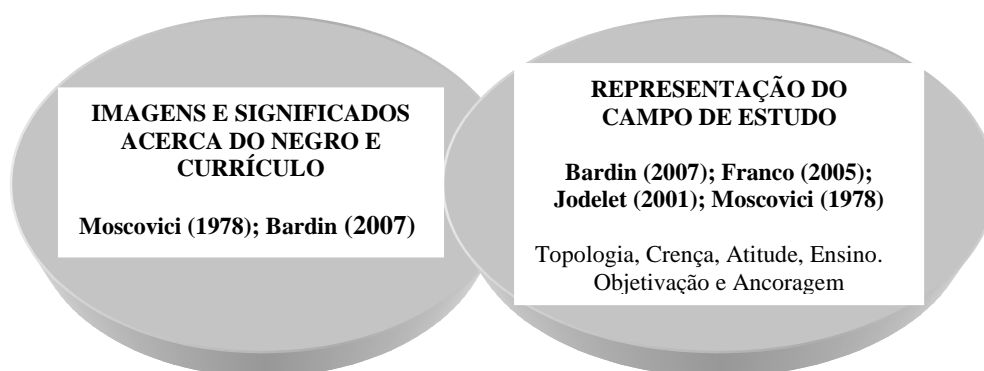 IMAGENS E SIGNIFICADOS
ACERCA DO NEGRO E
CURRÍCULO
Moscovici (1978); Bardin (2007)
REPRESENTAÇÃO DO
CAMPO DE ESTUDO
Bardin (2007); Franco (2005);
Jodelet (2001); Moscovici (1978)
Topologia, Crença, Atitude, Ensino.
Objetivação e Ancoragem